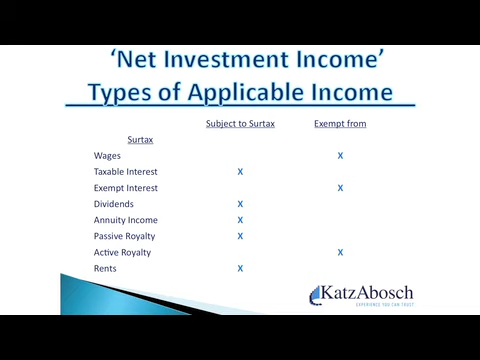 ‘Net Investment Income’
Types of Applicable Income
Subject to Surtax Exempt from
Surtax
Wages X
Taxable Interest X
Exempt Interest X
Dividends X
Annuity Income X
Passive Royalty X
Active Royalty X
Rents X
KatzAbosch
EXPERIENCE YOU CAN TRUST